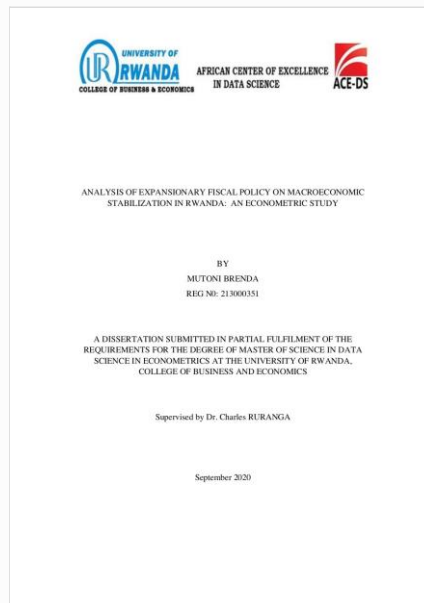 UNIVERSITY OF
UR RWANDA
COLLEGE OF BUSINESS & ECONOMICS
AFRICAN CENTER OF EXCELLENCE
IN DATA SCIENCE
ACE-DS
ANALYSIS OF EXPANSIONARY FISCAL POLICY ON MACROECONOMIC
STABILIZATION IN RWANDA: AN ECONOMETRIC STUDY
BY
MUTONI BRENDA
REG N0: 213000351
A DISSERTATION SUBMITTED IN PARTIAL FULFILMENT OF THE
REQUIREMENTS FOR THE DEGREE OF MASTER OF SCIENCE IN DATA
SCIENCE IN ECONOMETRICS AT THE UNIVERSITY OF RWANDA,
COLLEGE OF BUSINESS AND ECONOMICS
Supervised by Dr. Charles RURANGA
September 2020